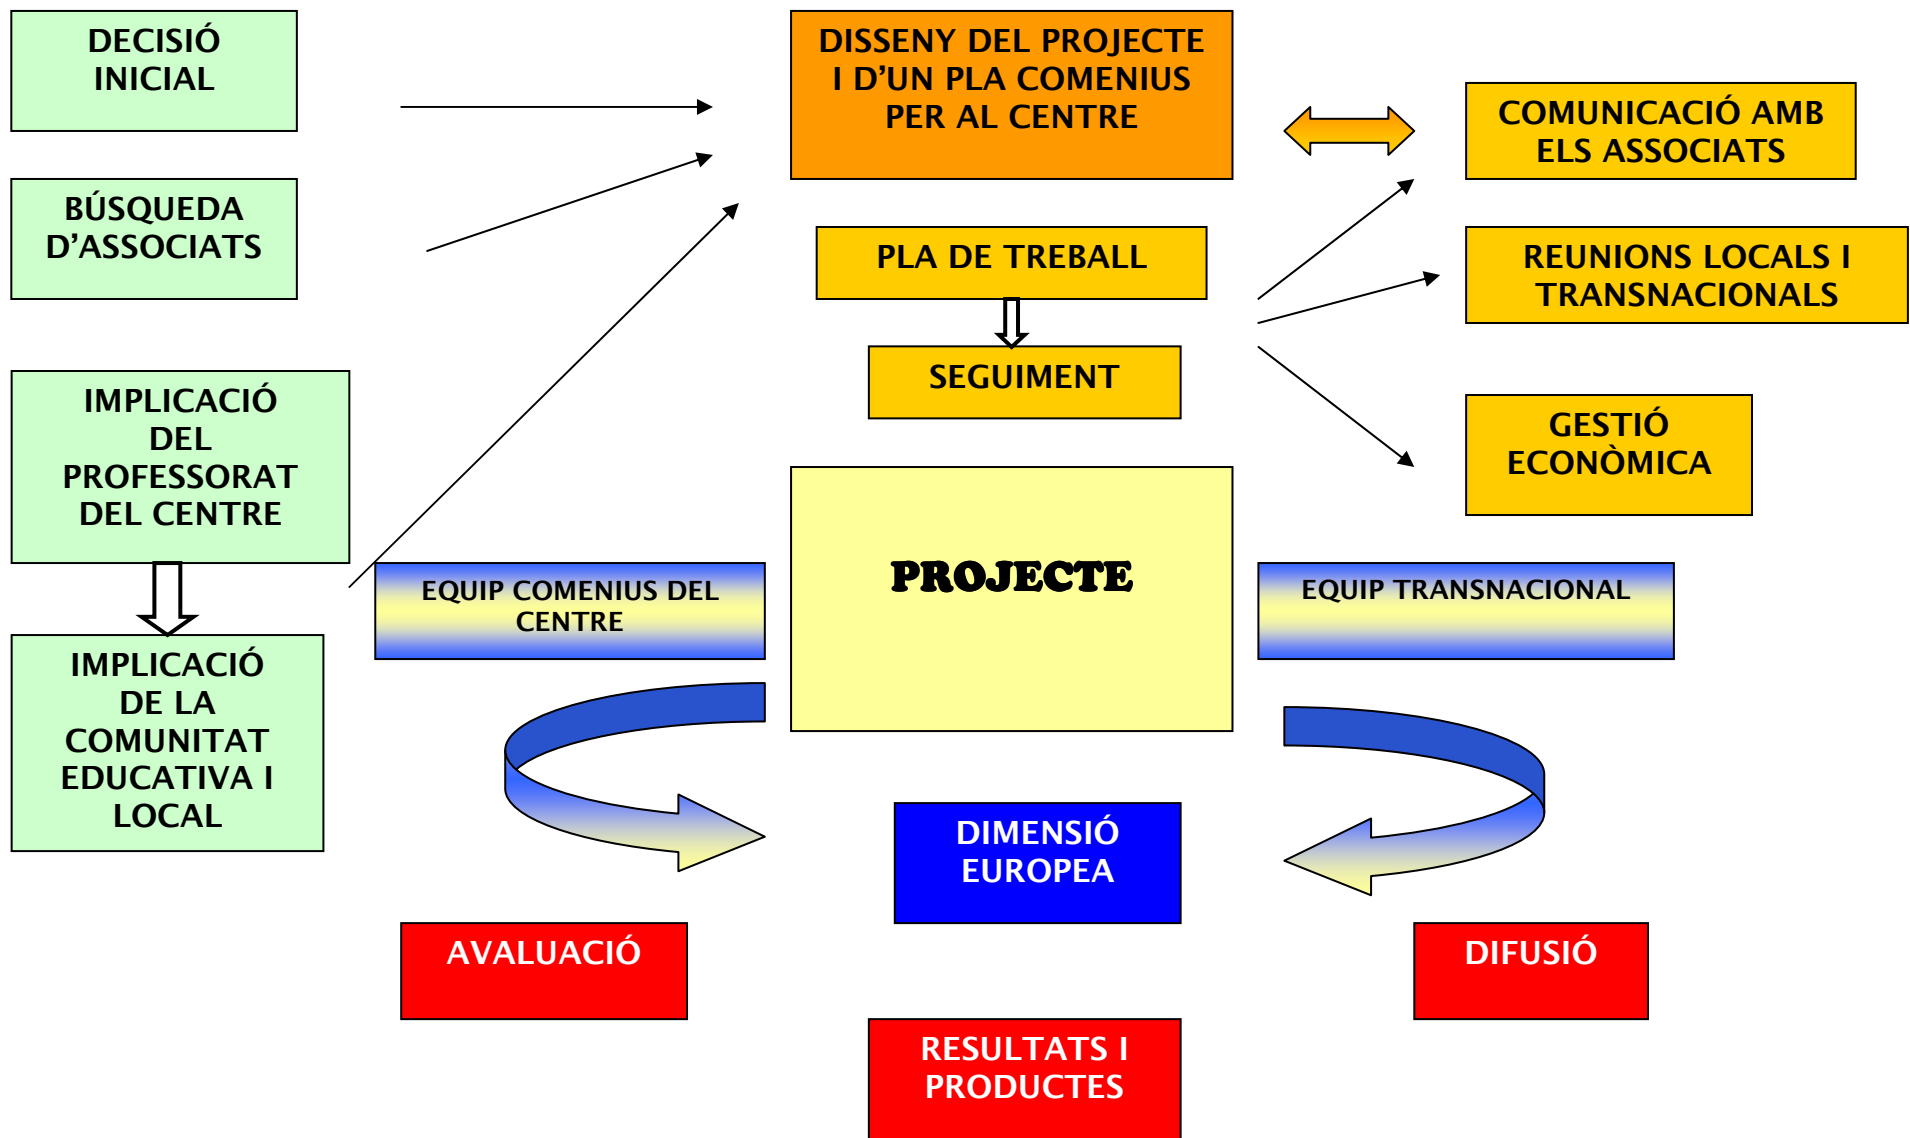 DECISIÓ
INICIAL
BÚSQUEDA
D’ASSOCIATS
IMPLICACIÓ
DEL
PROFESSORAT
DEL CENTRE
IMPLICACIÓ
DE LA
COMUNITAT
EDUCATIVA I
LOCAL
DISSENY DEL PROJECTE
I D’UN PLA COMENIUS
PER AL CENTRE
PLA DE TREBALL
SEGUIMENT
COMUNICACIÓ AMB
ELS ASSOCIATS
REUNIONS LOCALS I
TRANSNACIONALS
GESTIÓ
ECONÒMICA
EQUIP COMENIUS DEL
CENTRE
PROJECTE
EQUIP TRANSNACIONAL
DIMENSIÓ
EUROPEA
AVALUACIÓ
DIFUSIÓ
RESULTATS I
PRODUCTES